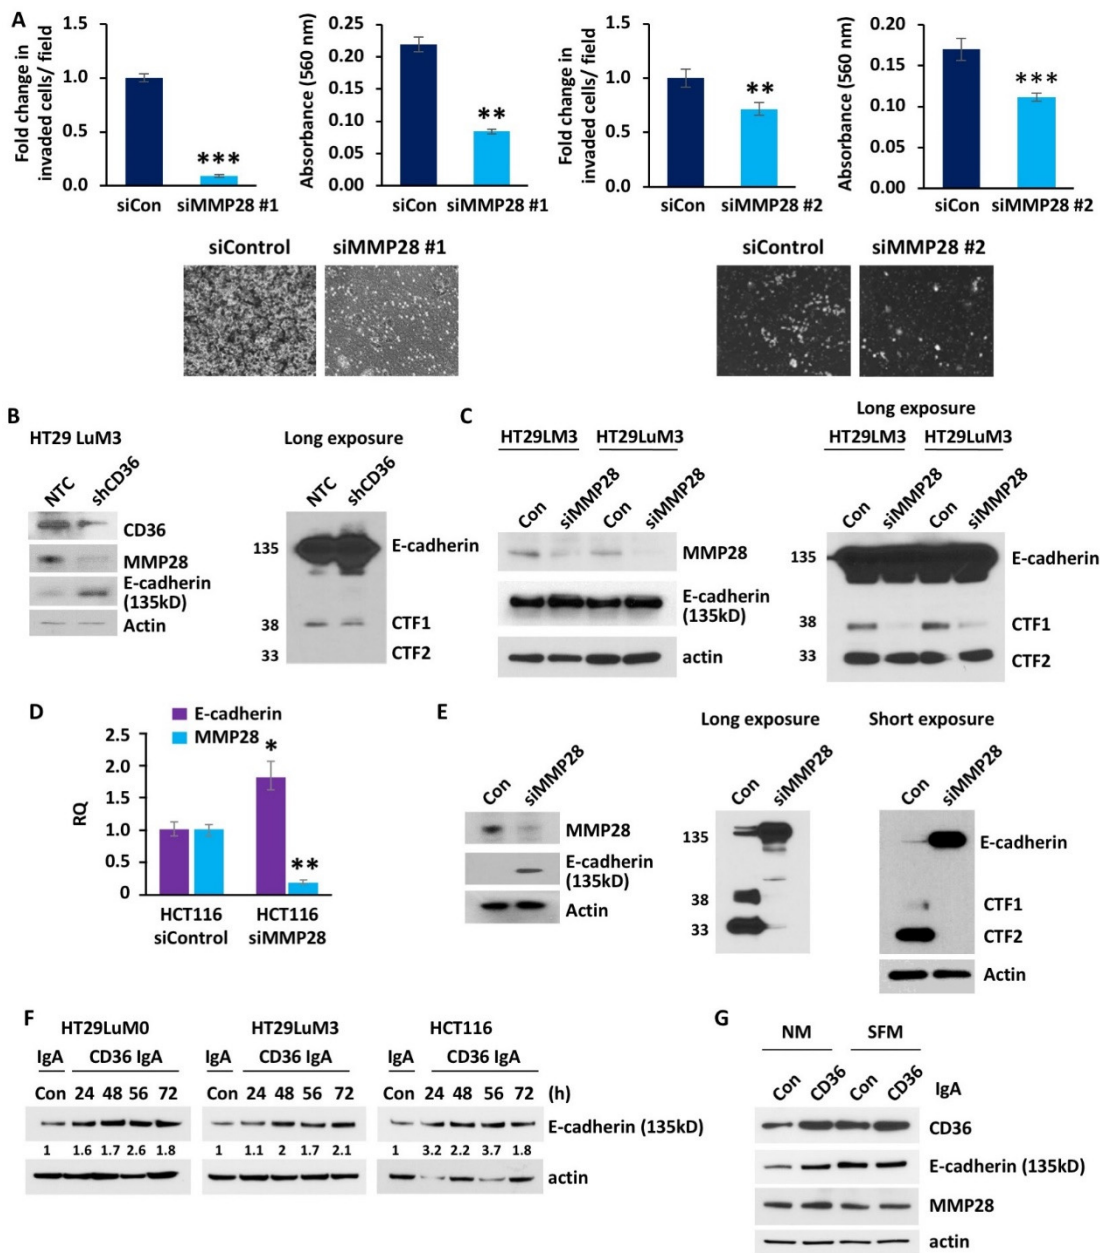 A
Fold change in
invaded cells/ field
1.5
1.0
0.5
0.0
***
siCon siMMP28 #1
Absorbance (560 nm)
0.25
0.20
0.15
0.10
0.05
0.00
**
siCon siMMP28 #1
Fold change in
invaded cells/ field
1.5
1.0
0.5
0.0
**
siCon siMMP28 #2
Absorbance (560 nm)
0.20
0.15
0.10
0.05
0.00
***
siCon siMMP28 #2
siControl siMMP28 #1
siControl siMMP28 #2
B
HT29 LuM3
NTC shCD36
CD36
MMP28
E-cadherin
(135kD)
Actin
Long exposure
NTC shCD36
135 E-cadherin
38 CTF1
33 CTF2
C
HT29LM3 HT29LuM3
Con siMMP28 Con siMMP28
MMP28
E-cadherin
(135kD)
actin
Long exposure
HT29LM3 HT29LuM3
Con siMMP28 Con siMMP28
135 E-cadherin
38 CTF1
33 CTF2
D
E-cadherin
MMP28
RQ
2.5
2.0
1.5
1.0
0.5
0
*
**
HCT116
siControl
HCT116
siMMP28
E
Con siMMP28
MMP28
E-cadherin
(135kD)
Actin
Long exposure
Con siMMP28
135
38
33
Short exposure
Con siMMP28
E-cadherin
CTF1
CTF2
Actin
F
HT29LuM0 HT29LuM3 HCT116
IgA CD36 IgA IgA CD36 IgA IgA CD36 IgA
Con 24 48 56 72 Con 24 48 56 72 Con 24 48 56 72 (h)
E-cadherin (135kD)
1 1.6 1.7 2.6 1.8 1 1.1 2 1.7 2.1 1 3.2 2.2 3.7 1.8
actin
G
NM SFM
Con CD36 Con CD36 IgA
CD36
E-cadherin (135kD)
MMP28
actin